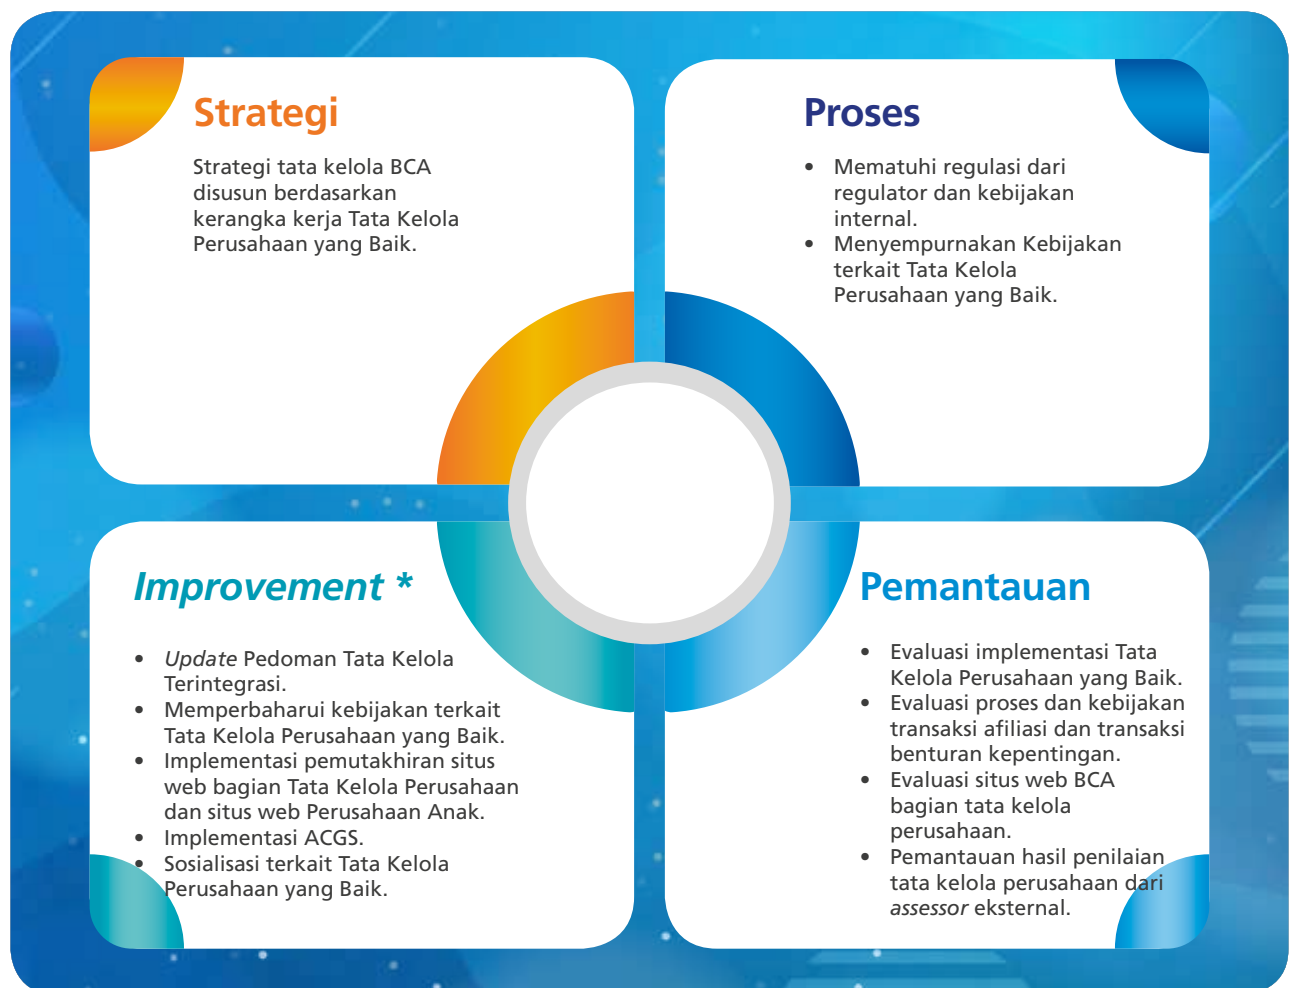 Strategi
Strategi tata kelola BCA
disusun berdasarkan
kerangka kerja Tata Kelola
Perusahaan yang Baik.
Proses
• Mematuhi regulasi dari
regulator dan kebijakan
internal.
• Menyempurnakan Kebijakan
terkait Tata Kelola
Perusahaan yang Baik.
Improvement *
• Update Pedoman Tata Kelola
Terintegrasi.
• Memperbaharui kebijakan terkait
Tata Kelola Perusahaan yang Baik.
• Implementasi pemutakhiran situs
web bagian Tata Kelola Perusahaan
dan situs web Perusahaan Anak.
• Implementasi ACGS.
• Sosialisasi terkait Tata Kelola
Perusahaan yang Baik.
Pemantauan
• Evaluasi implementasi Tata
Kelola Perusahaan yang Baik.
• Evaluasi proses dan kebijakan
transaksi afiliasi dan transaksi
benturan kepentingan.
• Evaluasi situs web BCA
bagian tata kelola
perusahaan.
• Pemantauan hasil penilaian
tata kelola perusahaan dari
assessor eksternal.